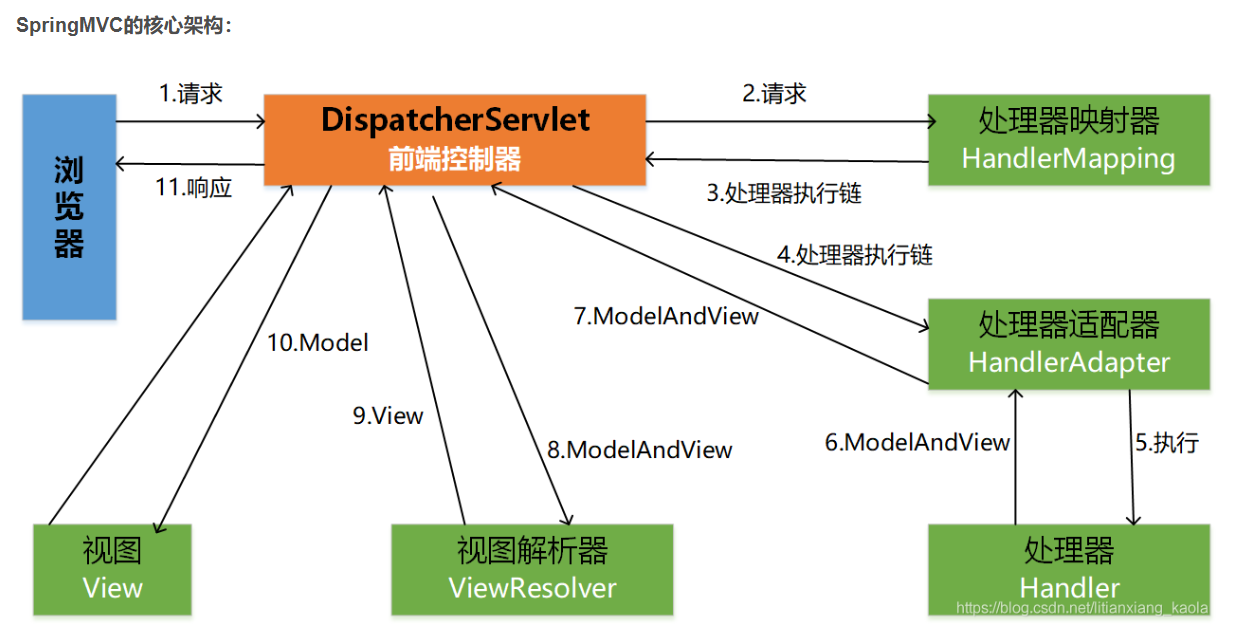 SpringMVC的核心架构：
1.请求
2.请求
DispatcherServlet
前端控制器
处理器映射器
HandlerMapping
浏
览
器
11.响应
3.处理器执行链
4.处理器执行链
7.ModelAndView
处理器适配器
HandlerAdapter
10.Model
9.View
8.ModelAndView
6.ModelAndView
5.执行
视图
View
视图解析器
ViewResolver
处理器
Handler
https://blog.csdn.net/litianxiang_kaola